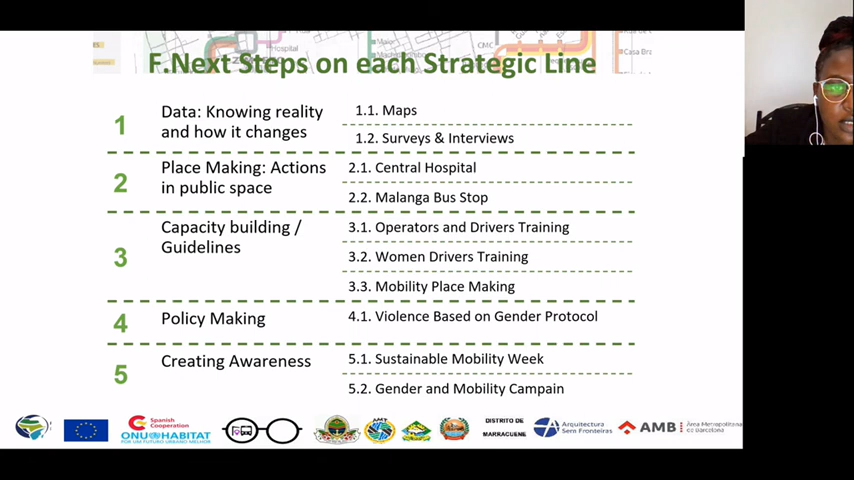 Hospital
Maior
CMC
Casa Bra
F.Next Steps on each Strategic Line
1
Data: Knowing reality
and how it changes
1.1. Maps
1.2. Surveys & Interviews
2
Place Making: Actions
in public space
2.1. Central Hospital
2.2. Malanga Bus Stop
3
Capacity building /
Guidelines
3.1. Operators and Drivers Training
3.2. Women Drivers Training
3.3. Mobility Place Making
4
Policy Making
4.1. Violence Based on Gender Protocol
5
Creating Awareness
5.1. Sustainable Mobility Week
5.2. Gender and Mobility Campain
Spanish
Cooperation
ONU HABITAT
POR UM FUTURO URBANO MELHOR
AMT
DISTRITO DE
MARRACUENE
Arquitectura
Sem Fronteiras
AMB
Àrea Metropolitana
de Barcelona